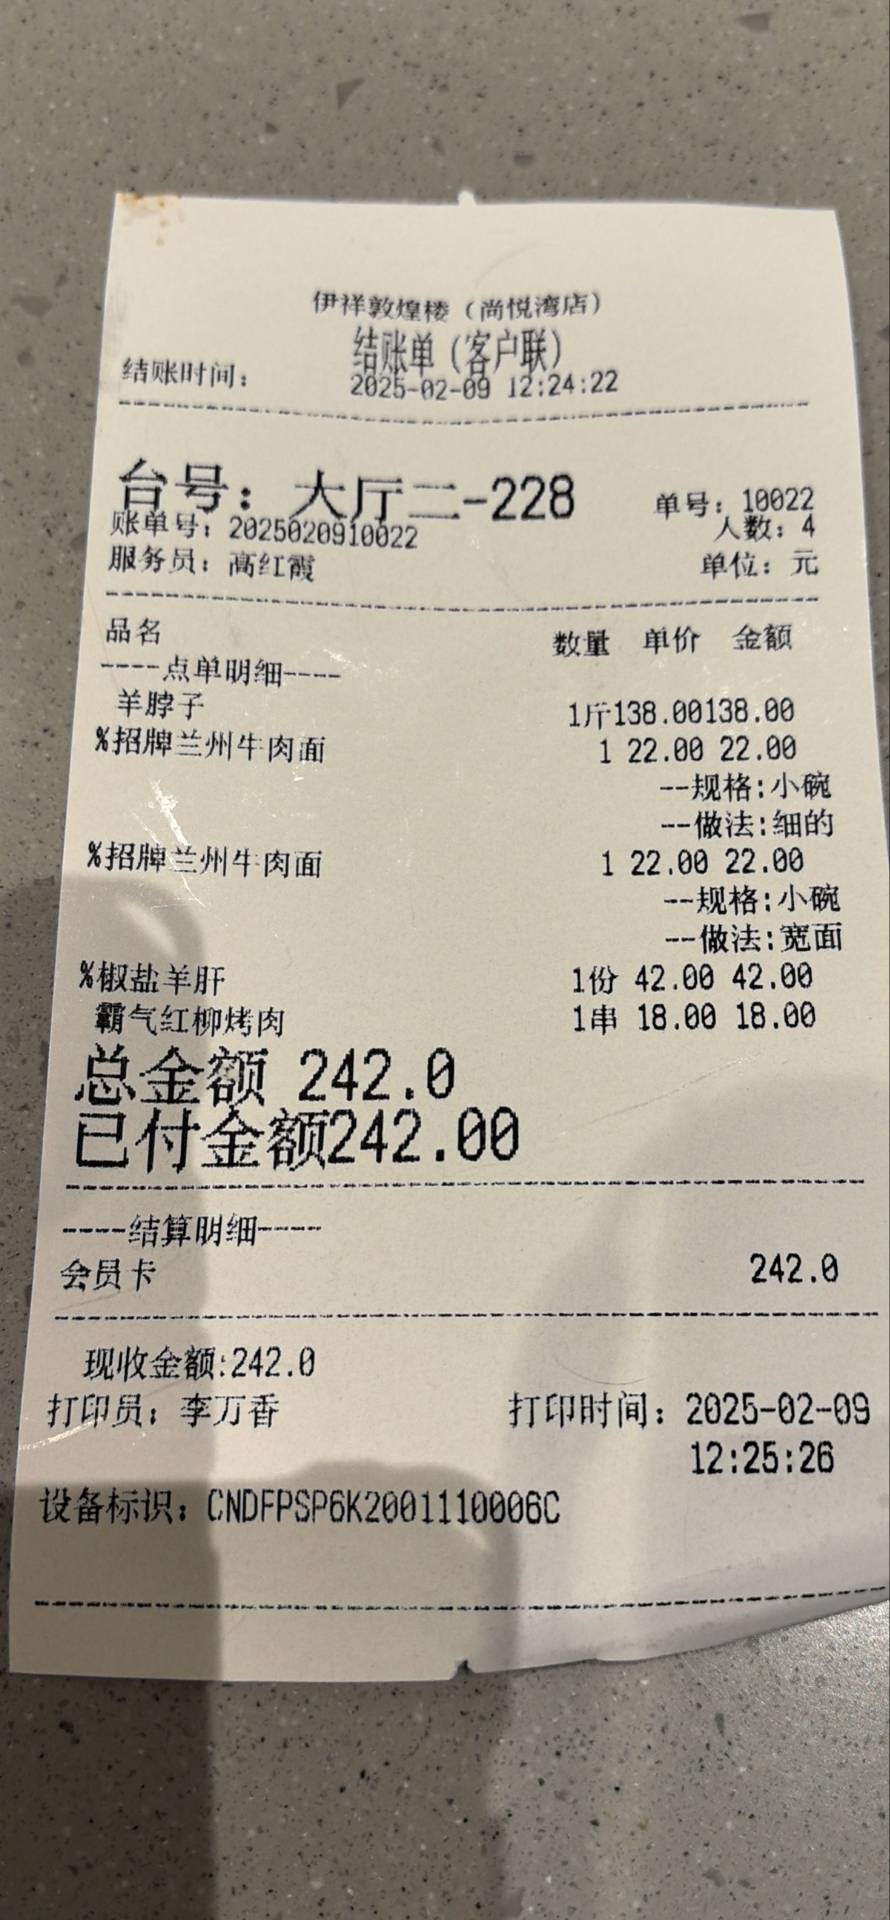 伊祥敦煌楼（尚悦湾店）
结账单（客户联）
结账时间： 2025-02-09 12:24:22
台号：大厅二-228 单号：10022
账单号：2025020910022 人数：4
服务员：高红霞 单位：元
品名 数量 单价 金额
----点单明细----
羊脖子 1斤138.00138.00
%招牌兰州牛肉面 1 22.00 22.00
--规格:小碗
--做法:细的
%招牌兰州牛肉面 1 22.00 22.00
--规格:小碗
--做法:宽面
%椒盐羊肝 1份 42.00 42.00
霸气红柳烤肉 1串 18.00 18.00
总金额 242.0
已付金额242.00
----结算明细----
会员卡 242.0
现收金额:242.0
打印员：李万香 打印时间：2025-02-09
12:25:26
设备标识：CNDFPSP6K2001110006C